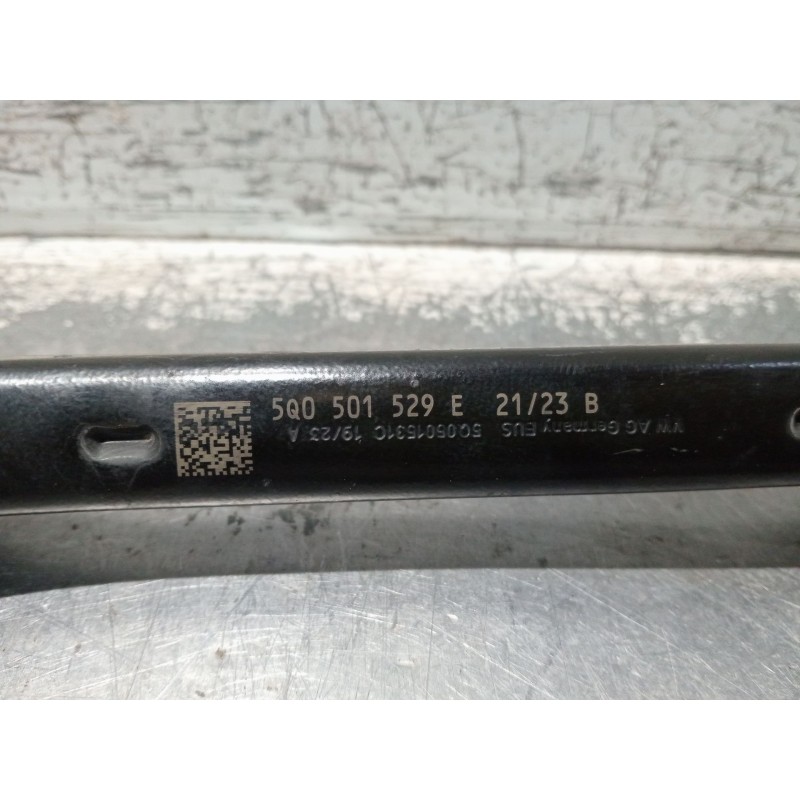 5Q0 501 529 E 21/23 B
VW AG Germany EUS 5Q0501531C 19/23 A